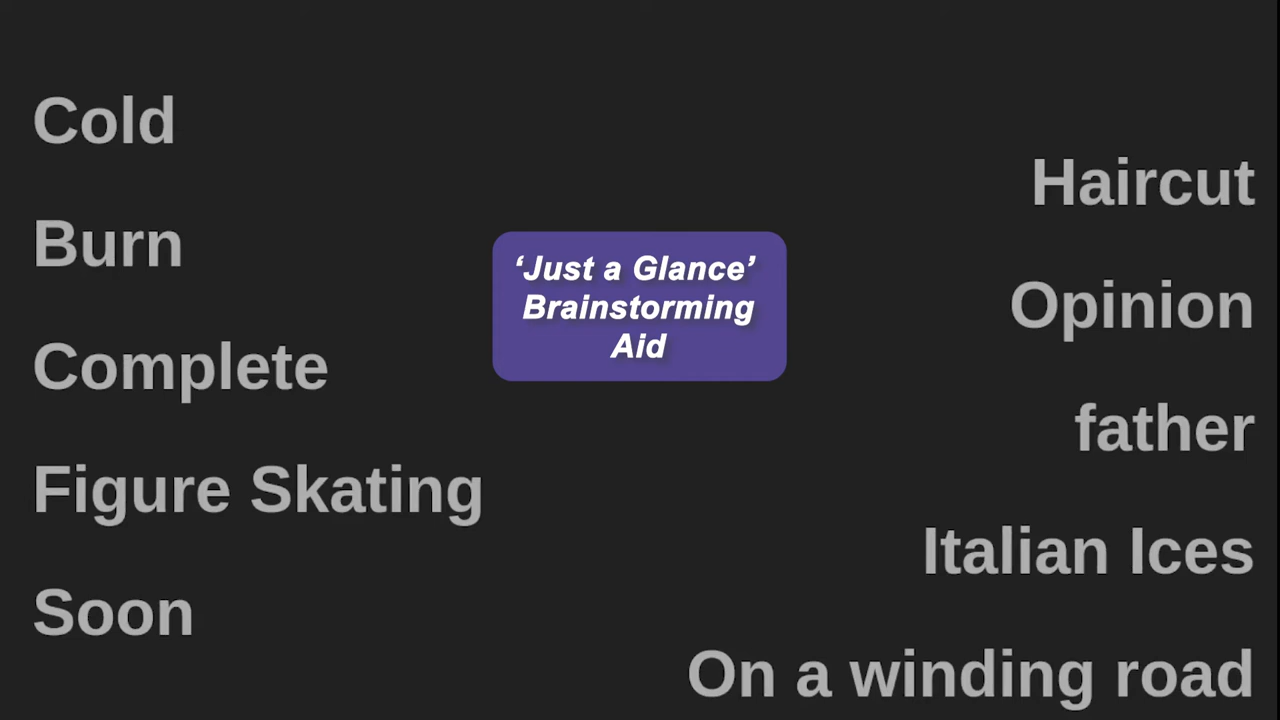 Cold
Haircut
Burn
‘Just a Glance’
Brainstorming
Aid
Opinion
Complete
father
Figure Skating
Italian Ices
Soon
On a winding road